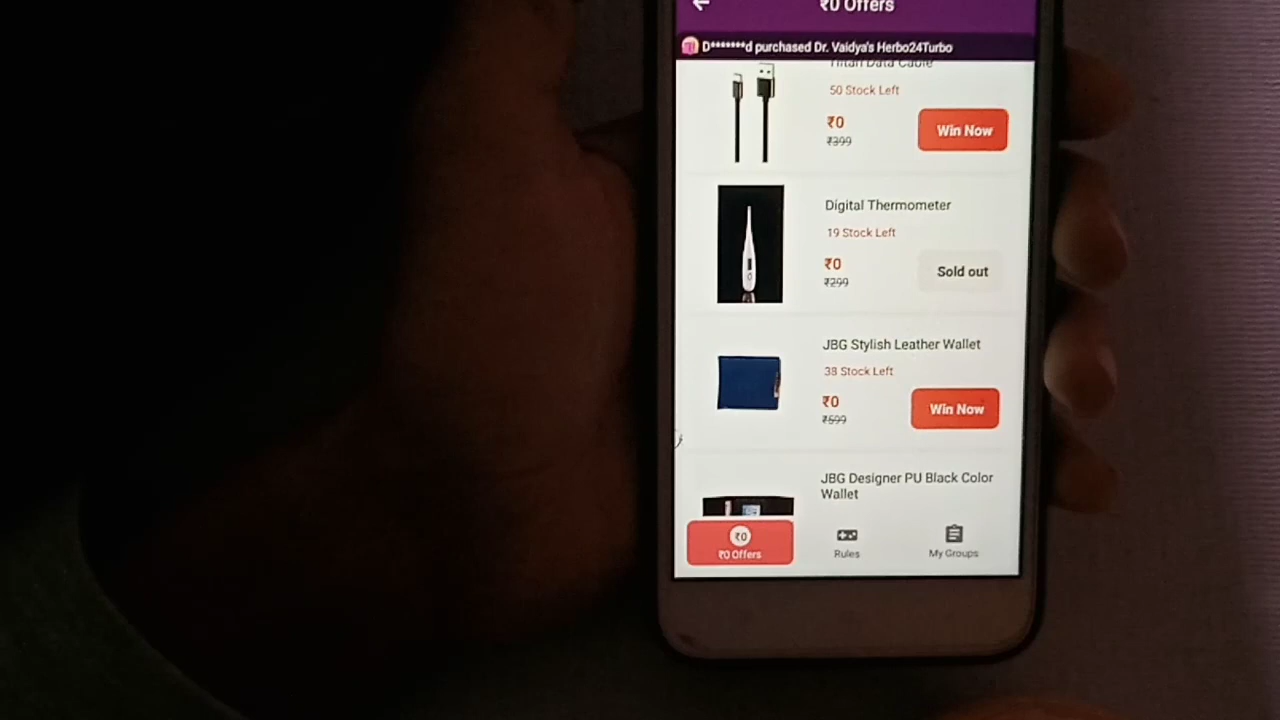 ₹0 Offers
D*******d purchased Dr. Vaidya's Herbo24Turbo
Titan Data Cable
50 Stock Left
₹0
₹399
Win Now
Digital Thermometer
19 Stock Left
₹0
₹299
Sold out
JBG Stylish Leather Wallet
38 Stock Left
₹0
₹599
Win Now
JBG Designer PU Black Color
Wallet
₹0
₹0 Offers
Rules
My Groups